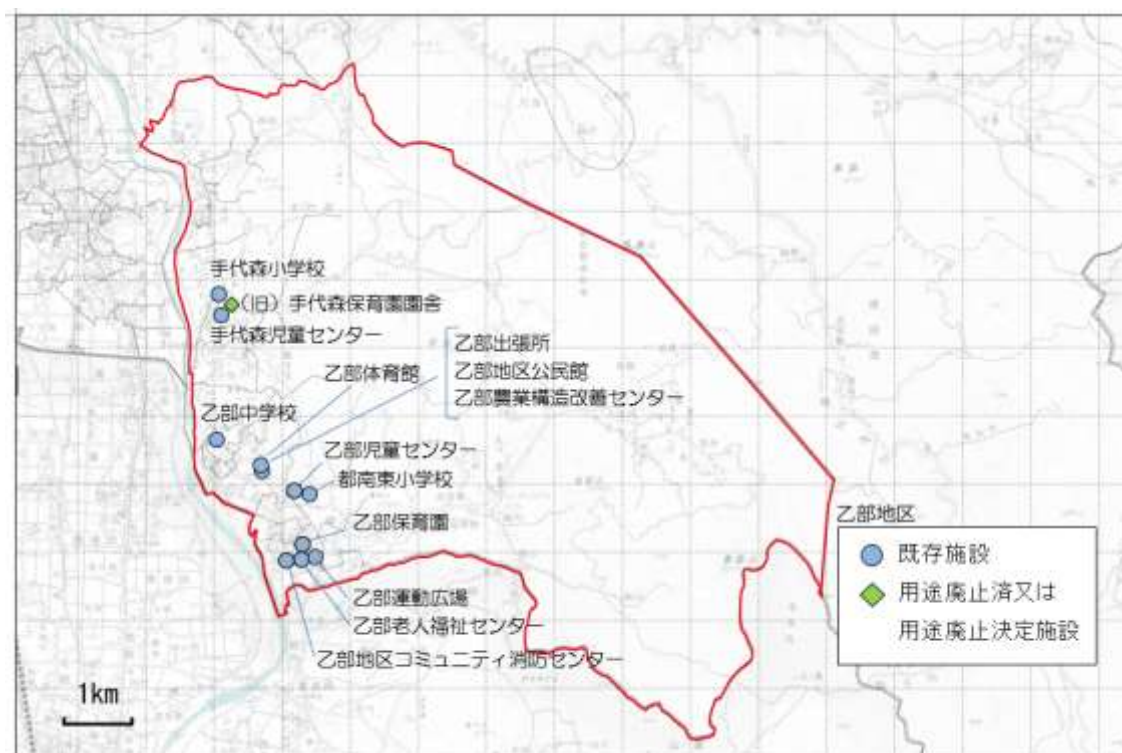 手代森小学校
(旧) 手代森保育園園舎
手代森児童センター
乙部出張所
乙部地区公民館
乙部農業構造改善センター
乙部体育館
乙部中学校
乙部児童センター
都南東小学校
乙部保育園
乙部運動広場
乙部老人福祉センター
乙部地区コミュニティ消防センター
乙部地区
既存施設
用途廃止済又は
用途廃止決定施設
1km